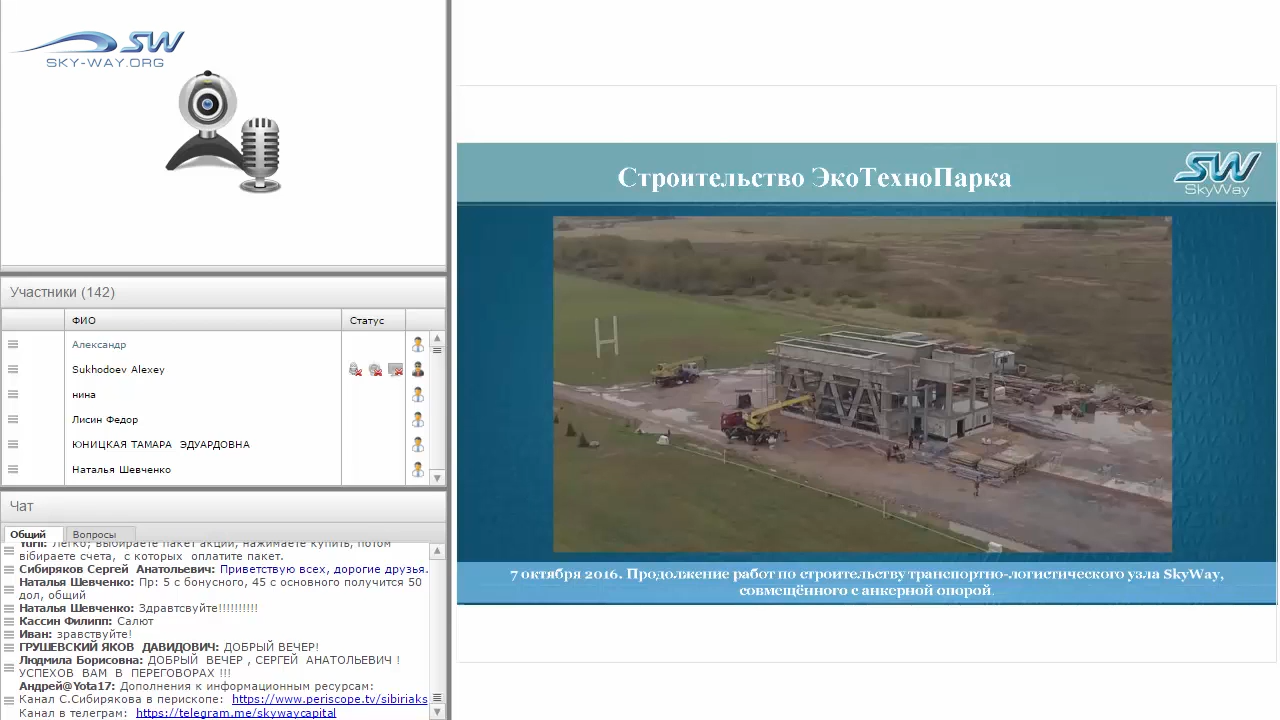 SW
SKY-WAY.ORG
Участники (142)
ФИО
Статус
Александр
Sukhodoev Alexey
нина
Лисин Федор
ЮНИЦКАЯ ТАМАРА ЭДУАРДОВНА
Наталья Шевченко
Чат
Общий
Вопросы
Yurii: Легко; выбираете пакет акций, нажимаете купить, потом
вібираете счета, с которых оплатите пакет.
Сибиряков Сергей Анатольевич: Приветствую всех, дорогие друзья.
Наталья Шевченко: Пр: 5 с бонусного, 45 с основного получится 50
дол, общий
Наталья Шевченко: Здравтсвуйте!!!!!!!!!!
Кассин Филипп: Салют
Иван: зравствуйте!
ГРУШЕВСКИЙ ЯКОВ ДАВИДОВИЧ: ДОБРЫЙ ВЕЧЕР!
Людмила Борисовна: ДОБРЫЙ ВЕЧЕР , СЕРГЕЙ АНАТОЛЬЕВИЧ !
УСПЕХОВ ВАМ В ПЕРЕГОВОРАХ !!!
Андрей@Yota17: Дополнения к информационным ресурсам:
Канал С.Сибирякова в перископе: https://www.periscope.tv/sibiriaks
Канал в телеграм: https://telegram.me/skywaycapital
Строительство ЭкоТехноПарка
SW
SkyWay
7 октября 2016. Продолжение работ по строительству транспортно-логистического узла SkyWay,
совмещённого с анкерной опорой.